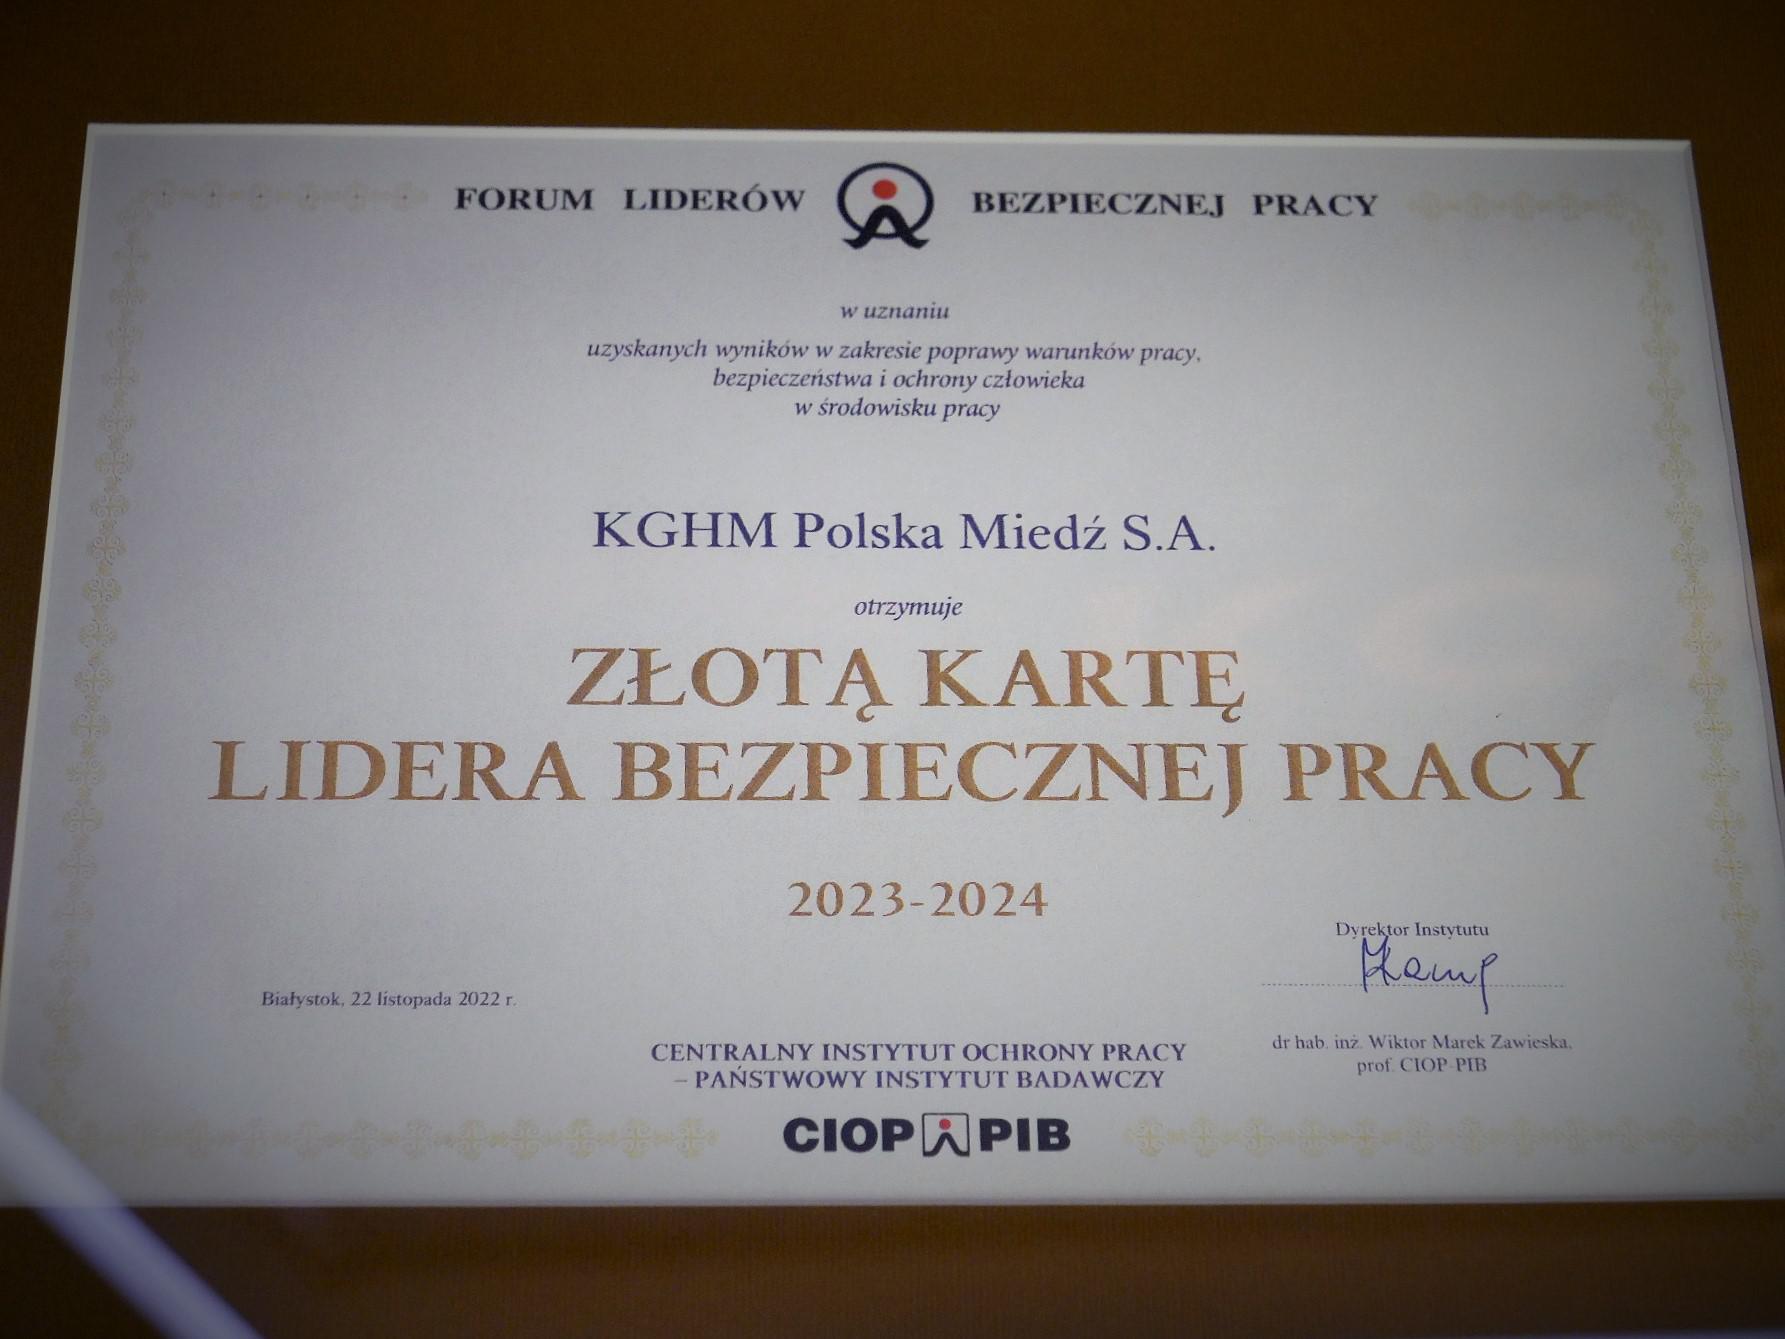 FORUM LIDERÓW BEZPIECZNEJ PRACY
w uznaniu
uzyskanych wyników w zakresie poprawy warunków pracy,
bezpieczeństwa i ochrony człowieka
w środowisku pracy
KGHM Polska Miedź S.A.
otrzymuje
ZŁOTĄ KARTĘ
LIDERA BEZPIECZNEJ PRACY
2023-2024
Dyrektor Instytutu
Białystok, 22 listopada 2022 r.
dr hab. inż. Wiktor Marek Zawieska,
prof. CIOP-PIB
CENTRALNY INSTYTUT OCHRONY PRACY
– PAŃSTWOWY INSTYTUT BADAWCZY
CIOP PIB